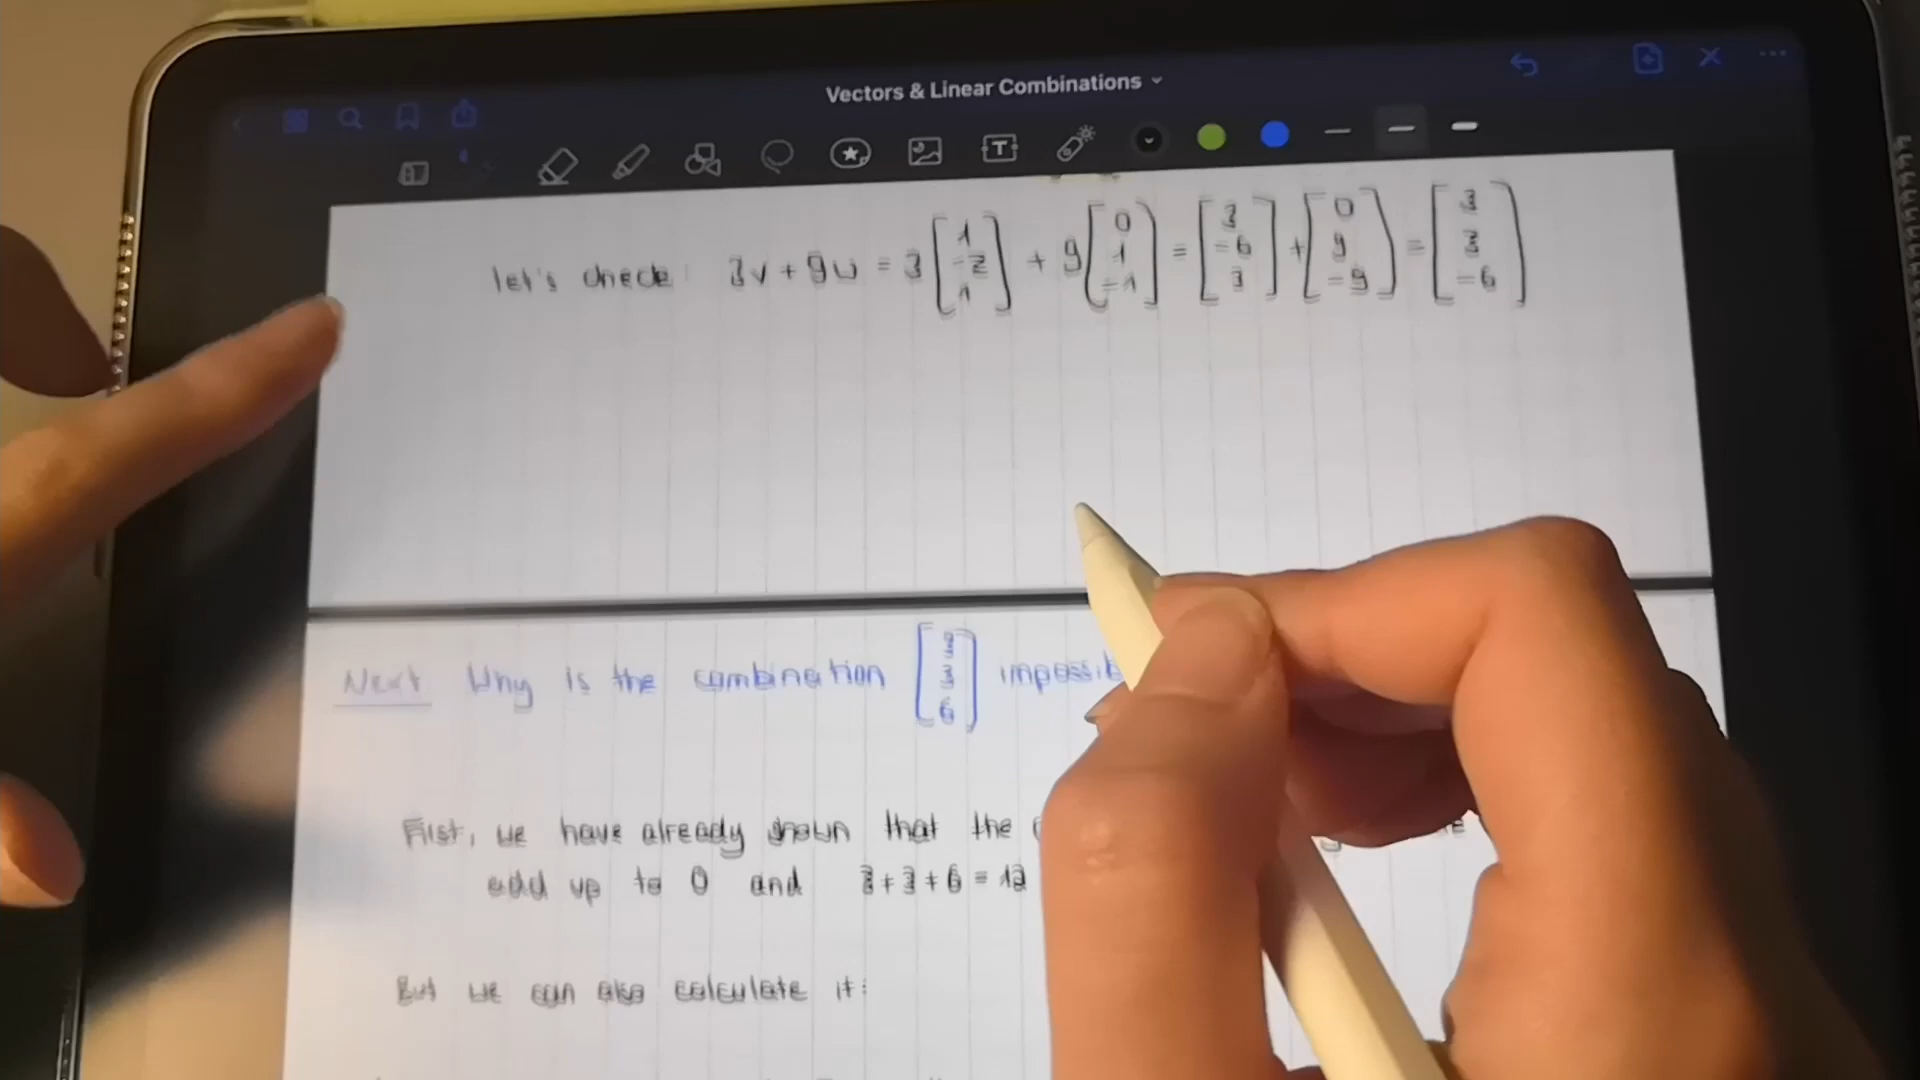 Vectors & Linear Combinations
let's check: 3v + 9w = 3 [1 -2 1] + 9 [0 1 -1] = [3 -6 3] + [0 9 -9] = [3 3 -6]
Next Why is the combination [3 3 6]
First, we have already shown that the
add up to 0 and 3+3+6 = 12
But we can also calculate it: